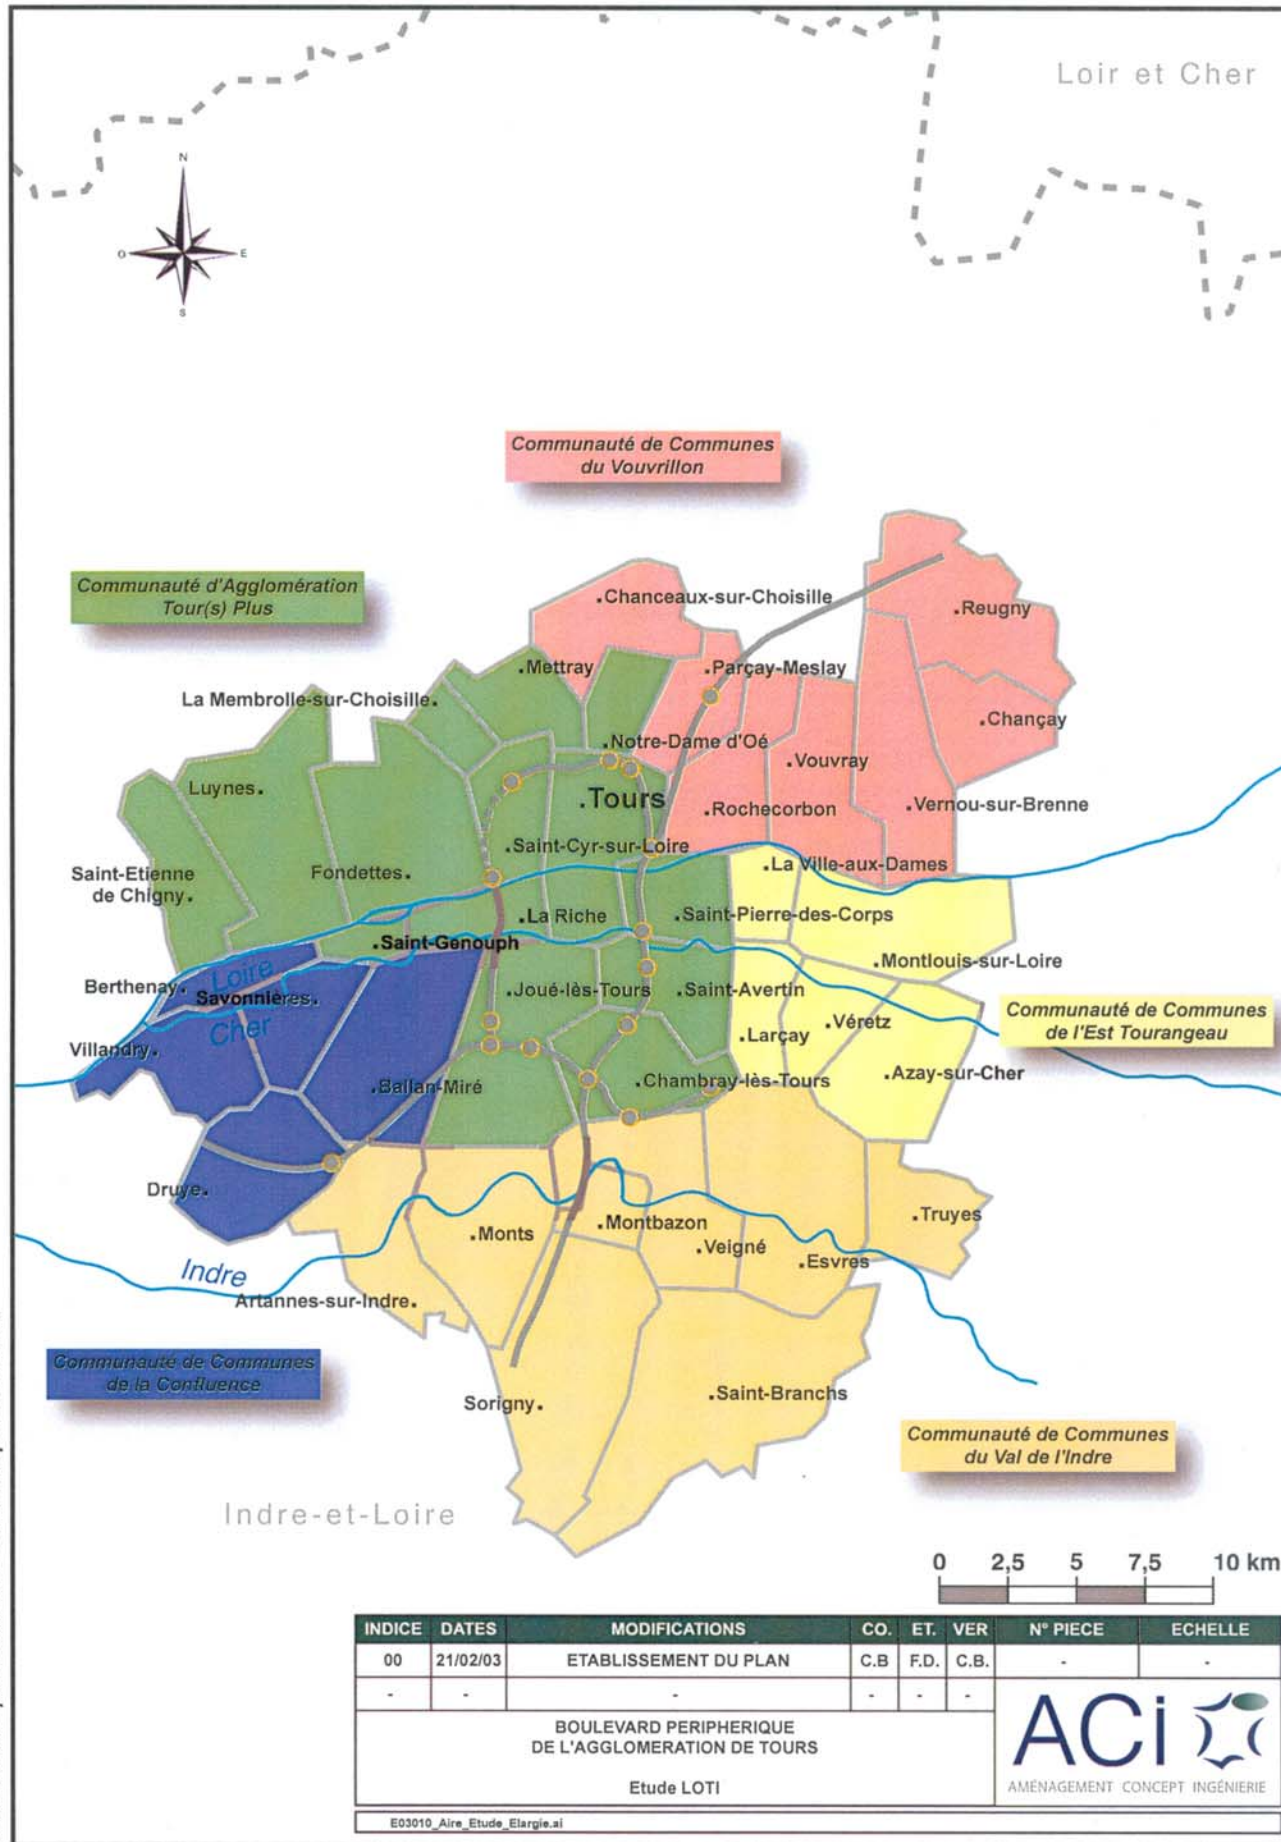 Loir et Cher
N
O
E
S
Communauté de Communes
du Vouvrillon
Communauté d'Agglomération
Tour(s) Plus
.Chanceaux-sur-Choisille
.Reugny
.Mettray
.Parçay-Meslay
La Membrolle-sur-Choisille.
.Chançay
.Notre-Dame d'Oé
.Vouvray
Luynes.
.Tours
.Rochecorbon
.Vernou-sur-Brenne
.Saint-Cyr-sur-Loire
.La Ville-aux-Dames
Saint-Etienne
de Chigny.
Fondettes.
.La Riche
.Saint-Pierre-des-Corps
.Saint-Genouph
.Montlouis-sur-Loire
Loire
Berthenay.
Savonnières.
.Joué-lès-Tours
.Saint-Avertin
Communauté de Communes
de l'Est Tourangeau
Cher
.Véretz
.Larçay
Villandry.
.Azay-sur-Cher
.Ballan-Miré
.Chambray-lès-Tours
Druye.
.Truyes
.Montbazon
.Monts
.Veigné
.Esvres
Indre
Artannes-sur-Indre.
Communauté de Communes
de la Confluence
Sorigny.
.Saint-Branchs
Communauté de Communes
du Val de l'Indre
Indre-et-Loire
0 2,5 5 7,5 10 km
INDICE DATES MODIFICATIONS CO. ET. VER N° PIECE ECHELLE
00 21/02/03 ETABLISSEMENT DU PLAN C.B F.D. C.B. - -
- - - - - -
BOULEVARD PERIPHERIQUE
DE L'AGGLOMERATION DE TOURS
Etude LOTI
ACi
AMÉNAGEMENT CONCEPT INGÉNIERIE
E03010_Aire_Etude_Elargie.ai